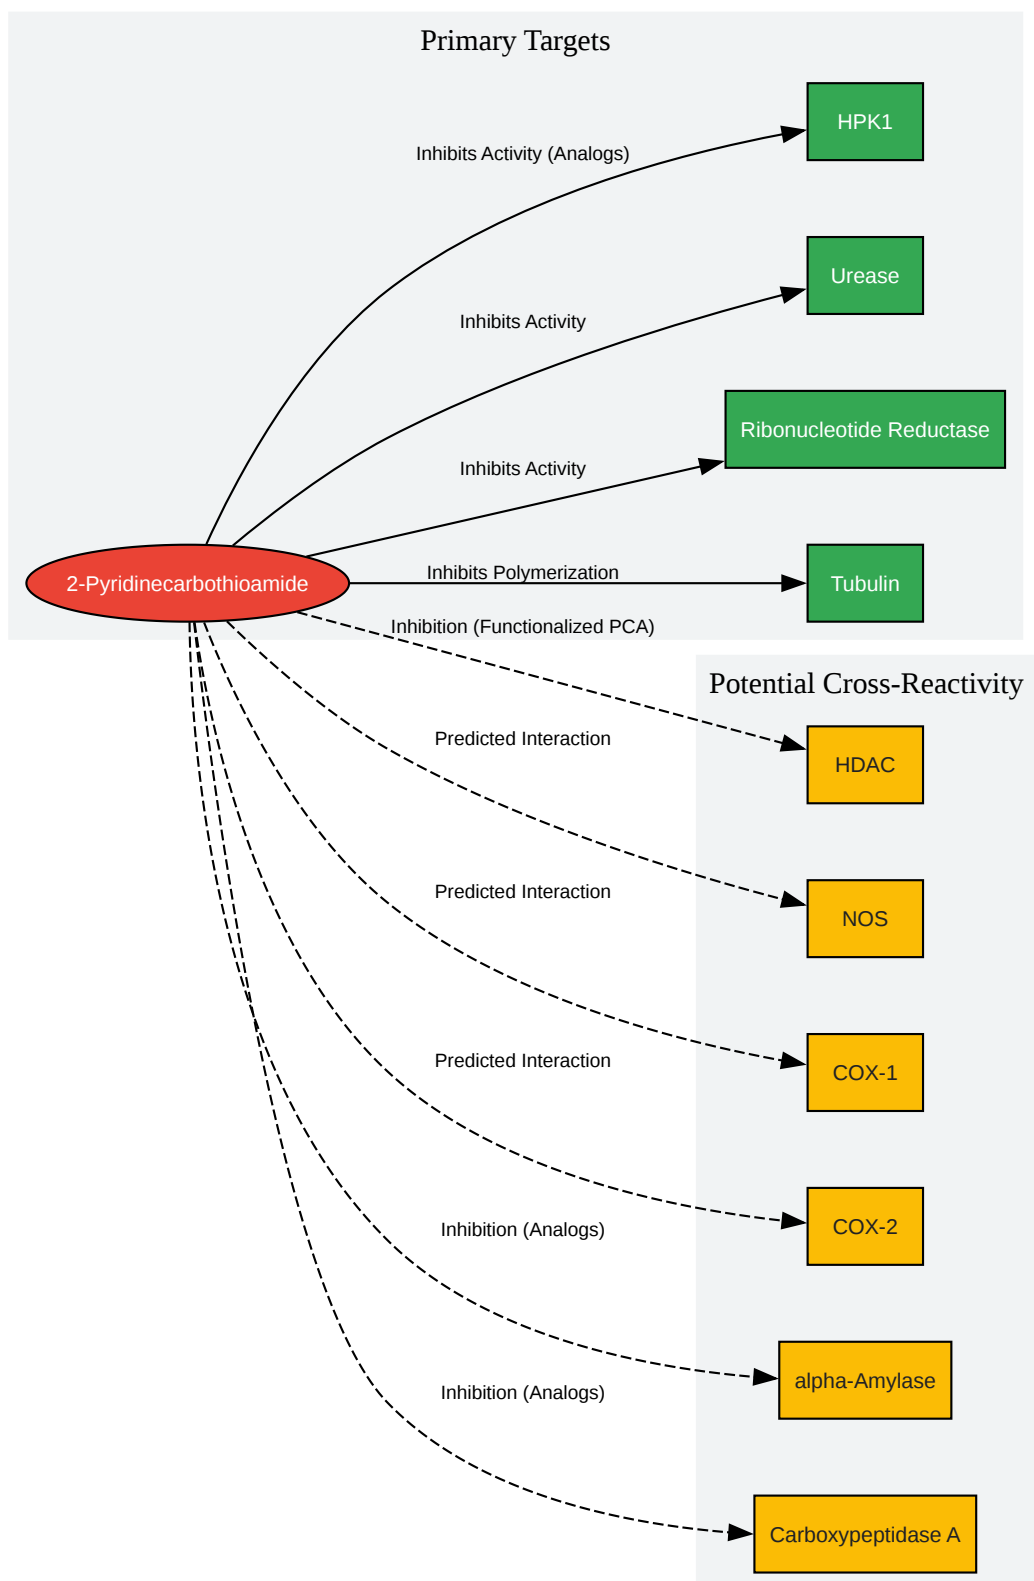 Primary Targets
HPK1
Inhibits Activity (Analogs)
Urease
Inhibits Activity
Ribonucleotide Reductase
Inhibits Activity
2-Pyridinecarbothioamide
Inhibits Polymerization
Tubulin
Inhibition (Functionalized PCA)
Potential Cross-Reactivity
Predicted Interaction
HDAC
Predicted Interaction
NOS
Predicted Interaction
COX-1
Inhibition (Analogs)
COX-2
Inhibition (Analogs)
alpha-Amylase
Carboxypeptidase A